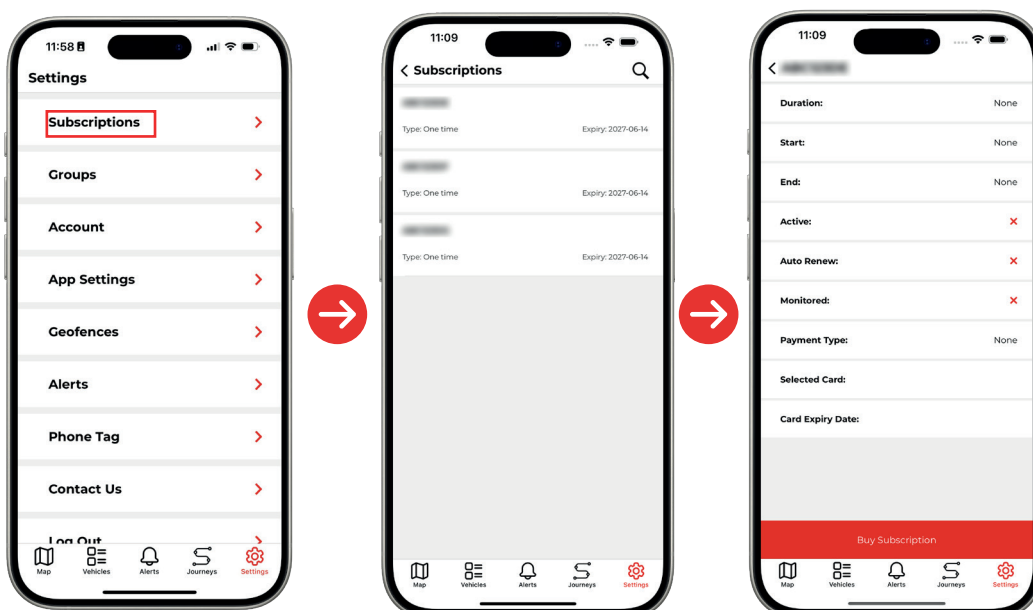 11:58
Settings
Subscriptions
Groups
Account
App Settings
Geofences
Alerts
Phone Tag
Contact Us
Log Out
Map Vehicles Alerts Journeys Settings
11:09
Subscriptions
Type: One time Expiry: 2027-06-14
Type: One time Expiry: 2027-06-14
Type: One time Expiry: 2027-06-14
Map Vehicles Alerts Journeys Settings
11:09
Duration: None
Start: None
End: None
Active:
Auto Renew:
Monitored:
Payment Type: None
Selected Card:
Card Expiry Date:
Buy Subscription
Map Vehicles Alerts Journeys Settings